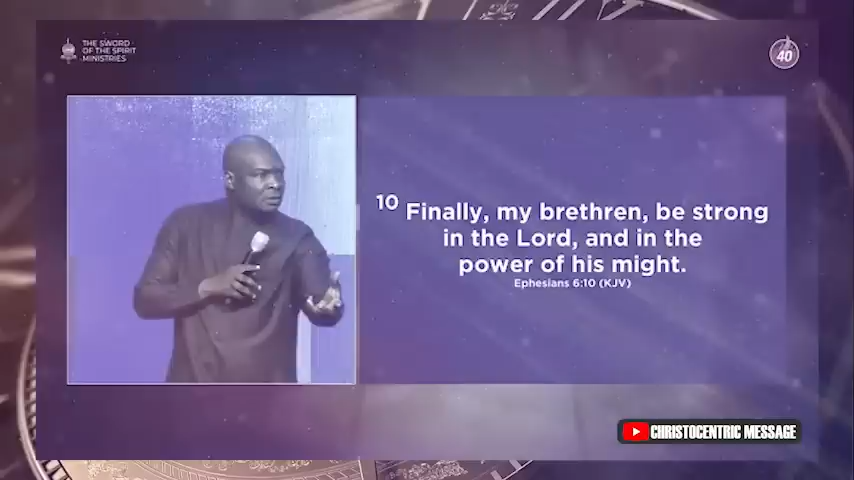 THE SWORD
OF THE SPIRIT
MINISTRIES
40
10 Finally, my brethren, be strong
in the Lord, and in the
power of his might.
Ephesians 6:10 (KJV)
CHRISTOCENTRIC MESSAGE